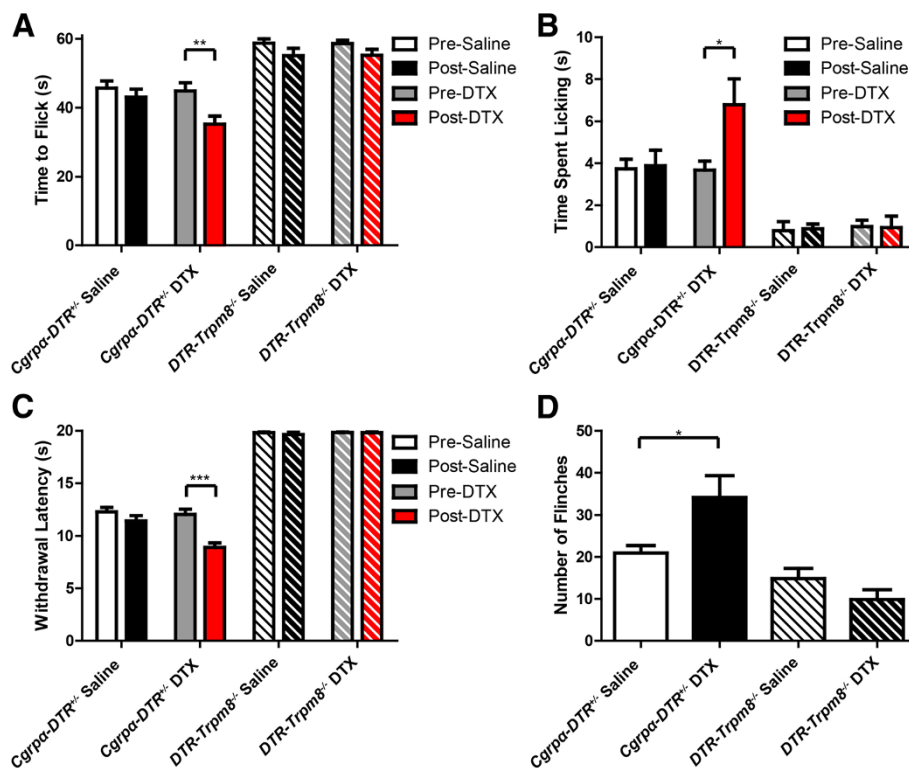 A
Time to Flick (s)
60
40
20
0
**
Pre-Saline
Post-Saline
Pre-DTX
Post-DTX
Cgrpα-DTR+/- Saline
Cgrpα-DTR+/- DTX
DTR-Trpm8-/- Saline
DTR-Trpm8-/- DTX
B
Time Spent Licking (s)
10
8
6
4
2
0
*
Pre-Saline
Post-Saline
Pre-DTX
Post-DTX
Cgrpα-DTR+/- Saline
Cgrpα-DTR+/- DTX
DTR-Trpm8-/- Saline
DTR-Trpm8-/- DTX
C
Withdrawal Latency (s)
20
15
10
5
0
***
Pre-Saline
Post-Saline
Pre-DTX
Post-DTX
Cgrpα-DTR+/- Saline
Cgrpα-DTR+/- DTX
DTR-Trpm8-/- Saline
DTR-Trpm8-/- DTX
D
Number of Flinches
50
40
30
20
10
0
*
Cgrpα-DTR+/- Saline
Cgrpα-DTR+/- DTX
DTR-Trpm8-/- Saline
DTR-Trpm8-/- DTX